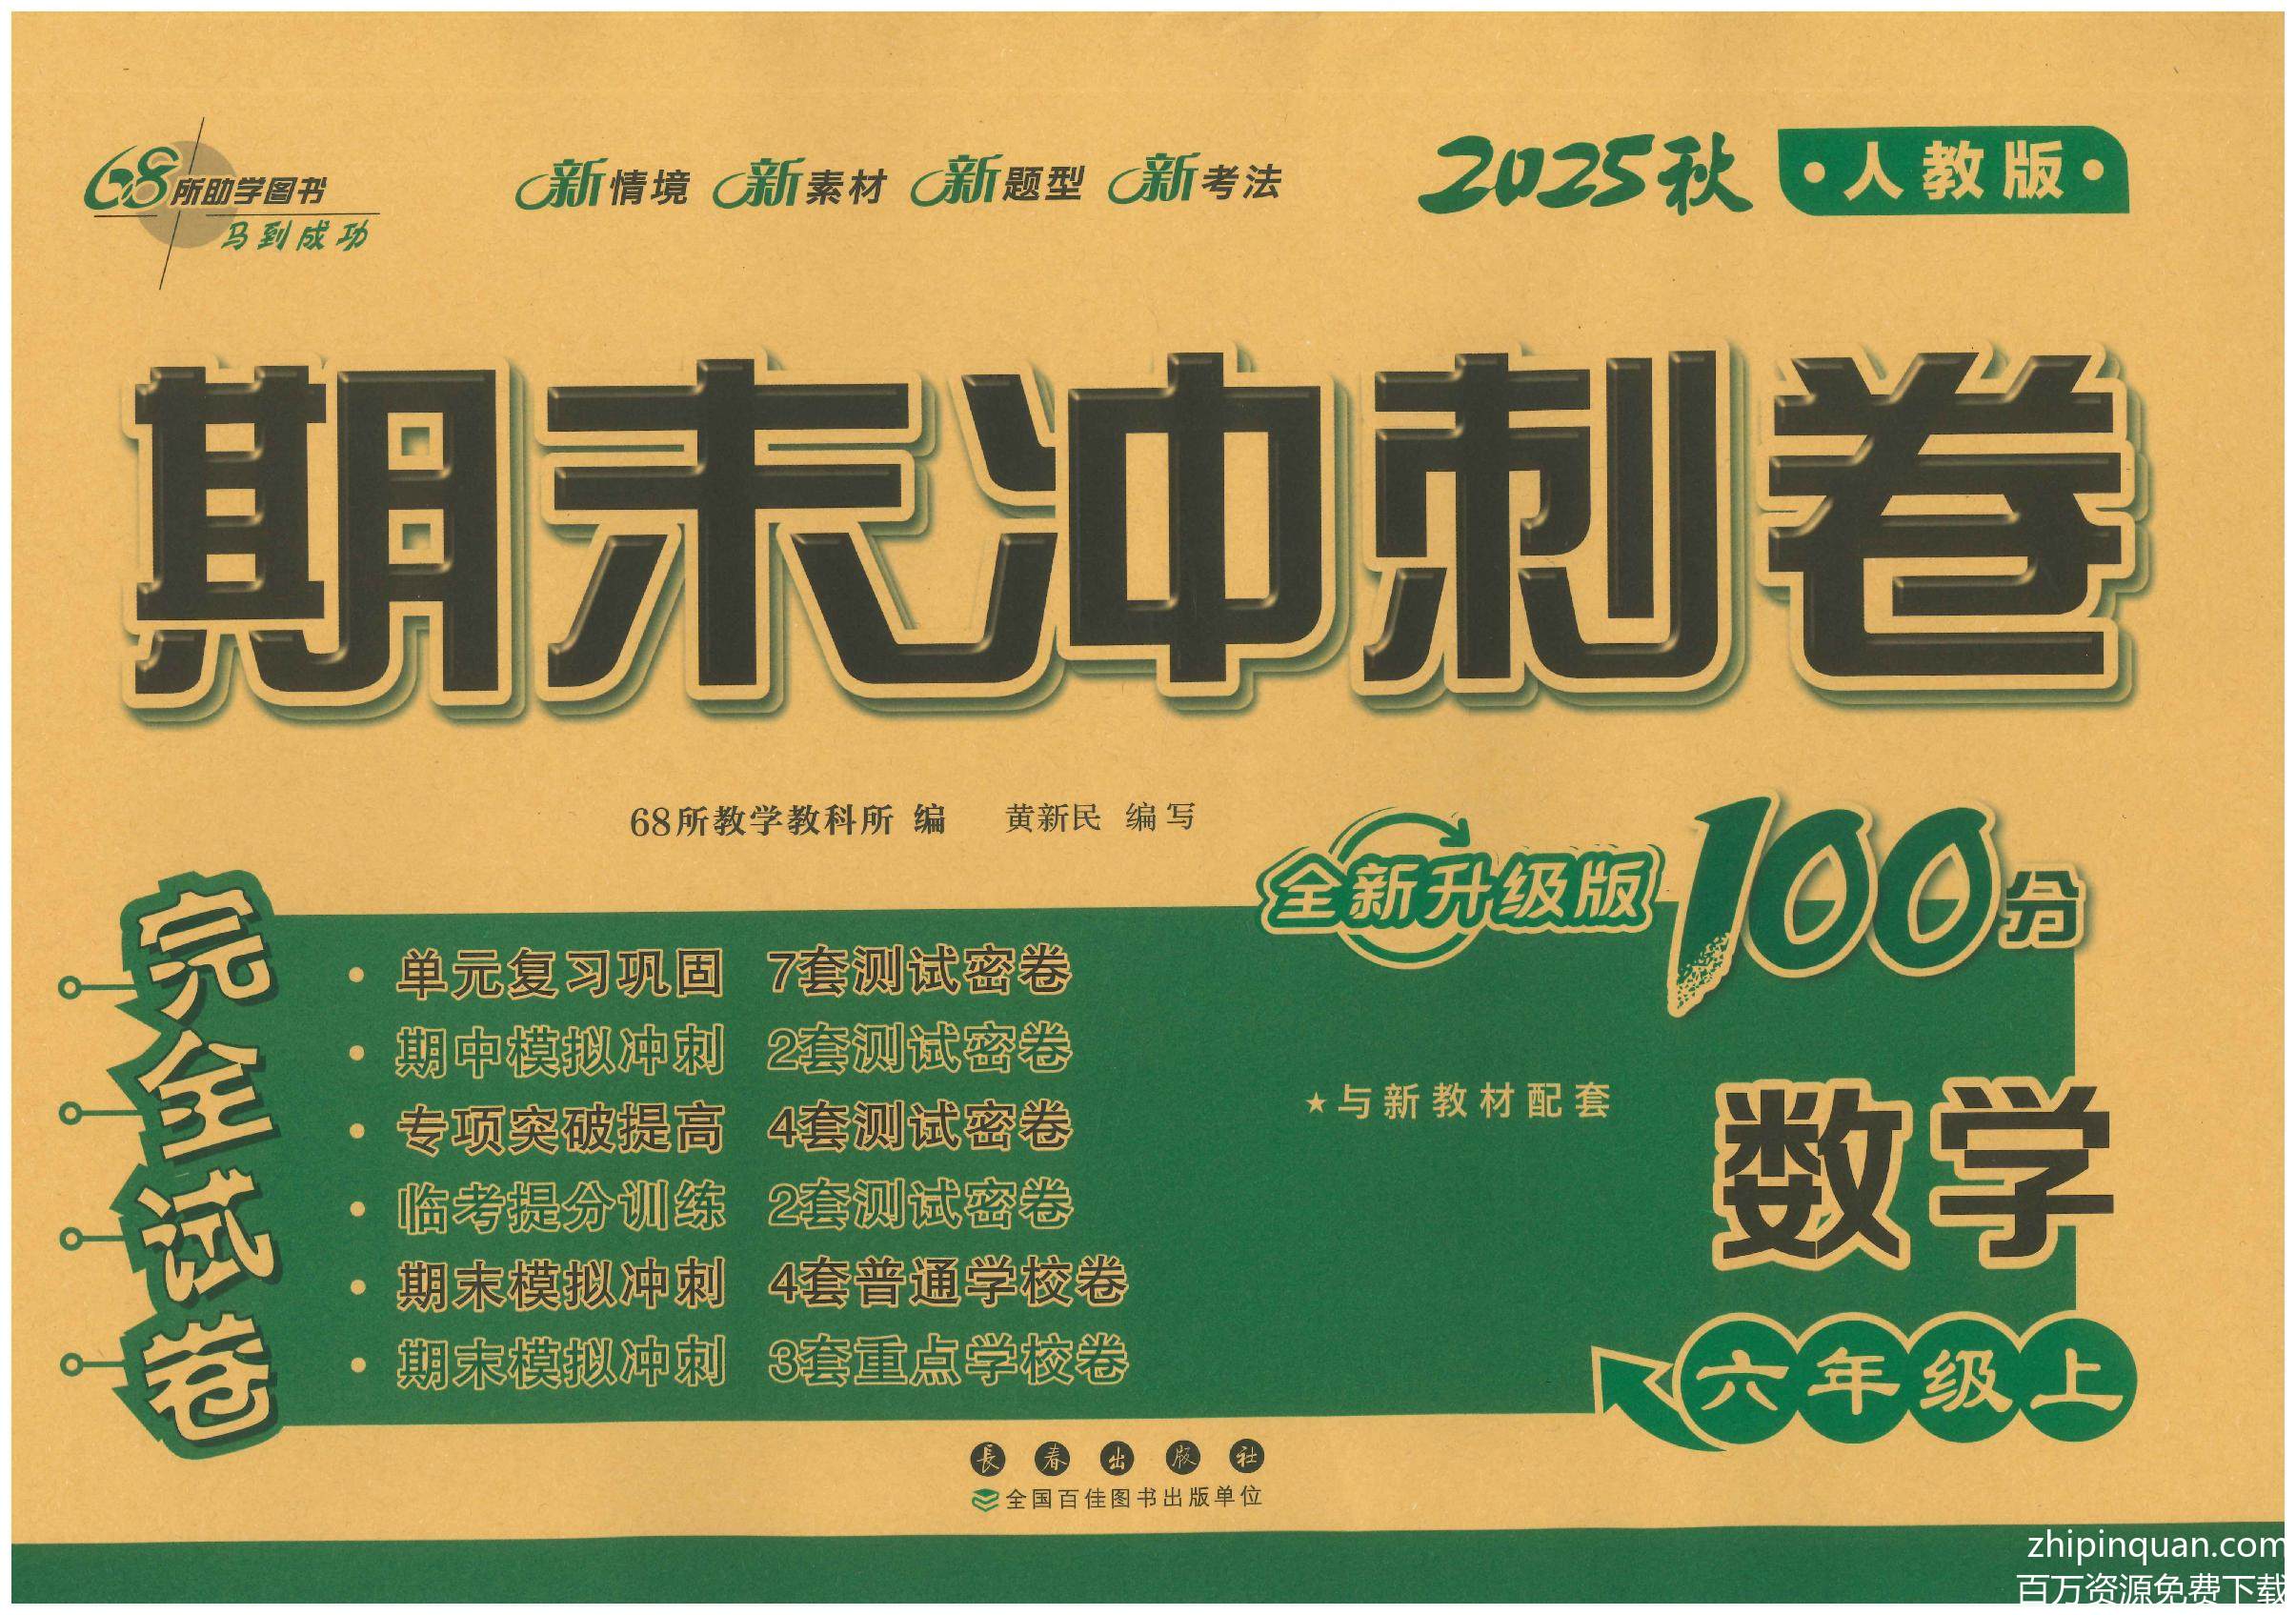 68所助学图书
马到成功
新情境 新素材 新题型 新考法
2025秋
·人教版·
期末冲刺卷
68所教学教科所 编 黄新民 编写
全新升级版
100分
完全试卷
· 单元复习巩固 7套测试密卷
· 期中模拟冲刺 2套测试密卷
· 专项突破提高 4套测试密卷
· 临考提分训练 2套测试密卷
· 期末模拟冲刺 4套普通学校卷
· 期末模拟冲刺 3套重点学校卷
★与新教材配套
数学
六年级上
長春出版社
全国百佳图书出版单位
zhipinquan.com
百万资源免费下载